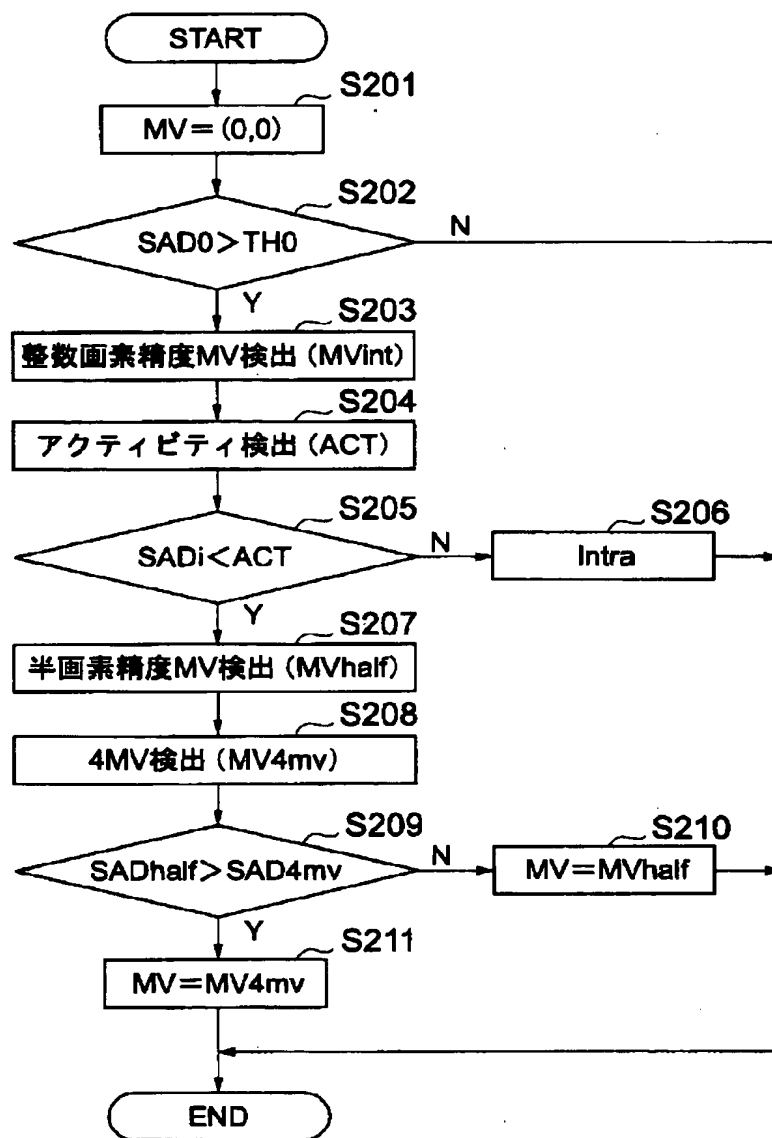 START
S201
MV＝(0,0)
S202
SAD0＞TH0
N
Y
S203
整数画素精度MV検出(MVint)
S204
アクティビティ検出(ACT)
S205
SADi＜ACT
N
S206
Intra
Y
S207
半画素精度MV検出(MVhalf)
S208
4MV検出(MV4mv)
S209
SADhalf＞SAD4mv
N
S210
MV＝MVhalf
Y
S211
MV＝MV4mv
END